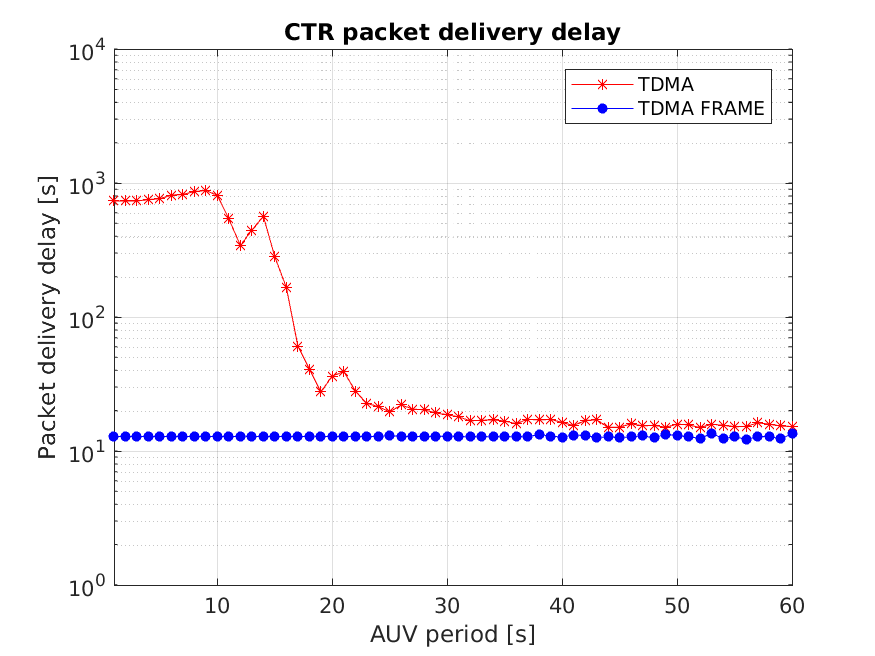 CTR packet delivery delay
10^4
10^3
10^2
10^1
10^0
Packet delivery delay [s]
TDMA
TDMA FRAME
10 20 30 40 50 60
AUV period [s]